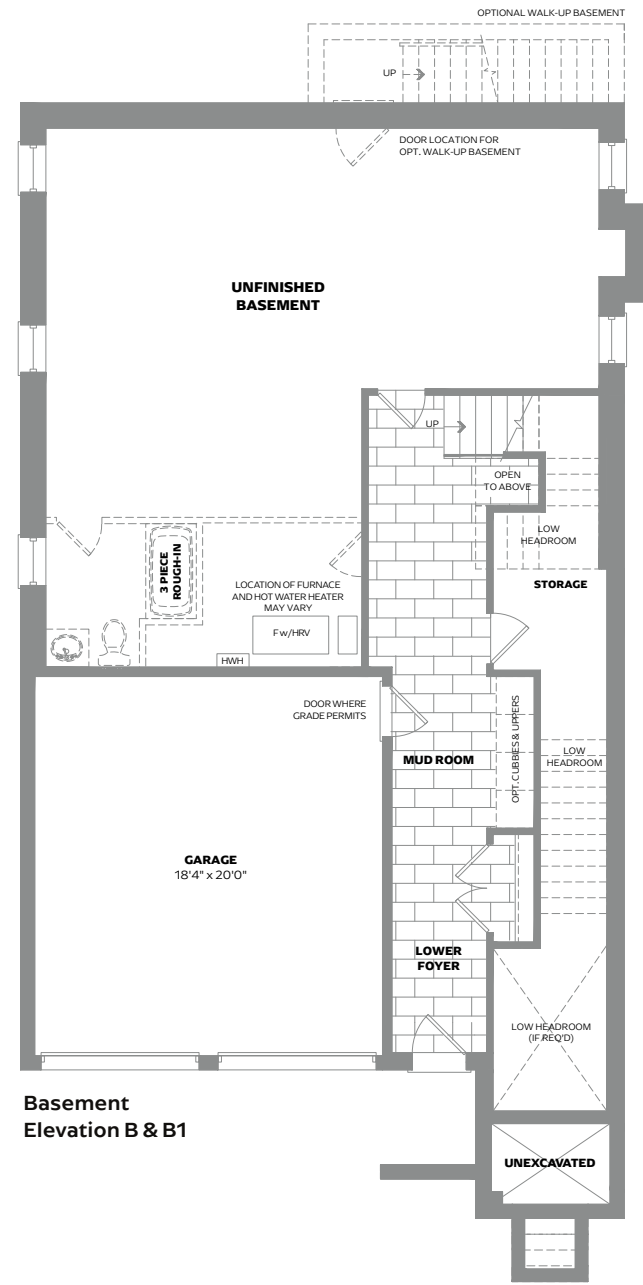 OPTIONAL WALK-UP BASEMENT
UP
DOOR LOCATION FOR
OPT. WALK-UP BASEMENT
UNFINISHED
BASEMENT
UP
OPEN
TO ABOVE
LOW
HEADROOM
3 PIECE
ROUGH-IN
STORAGE
LOCATION OF FURNACE
AND HOT WATER HEATER
MAY VARY
F w/HRV
HWH
DOOR WHERE
GRADE PERMITS
OPT. CUBBIES & UPPERS
MUD ROOM
LOW
HEADROOM
GARAGE
18'4" x 20'0"
LOWER
FOYER
LOW HEADROOM
(IF REQ'D)
Basement
Elevation B & B1
UNEXCAVATED